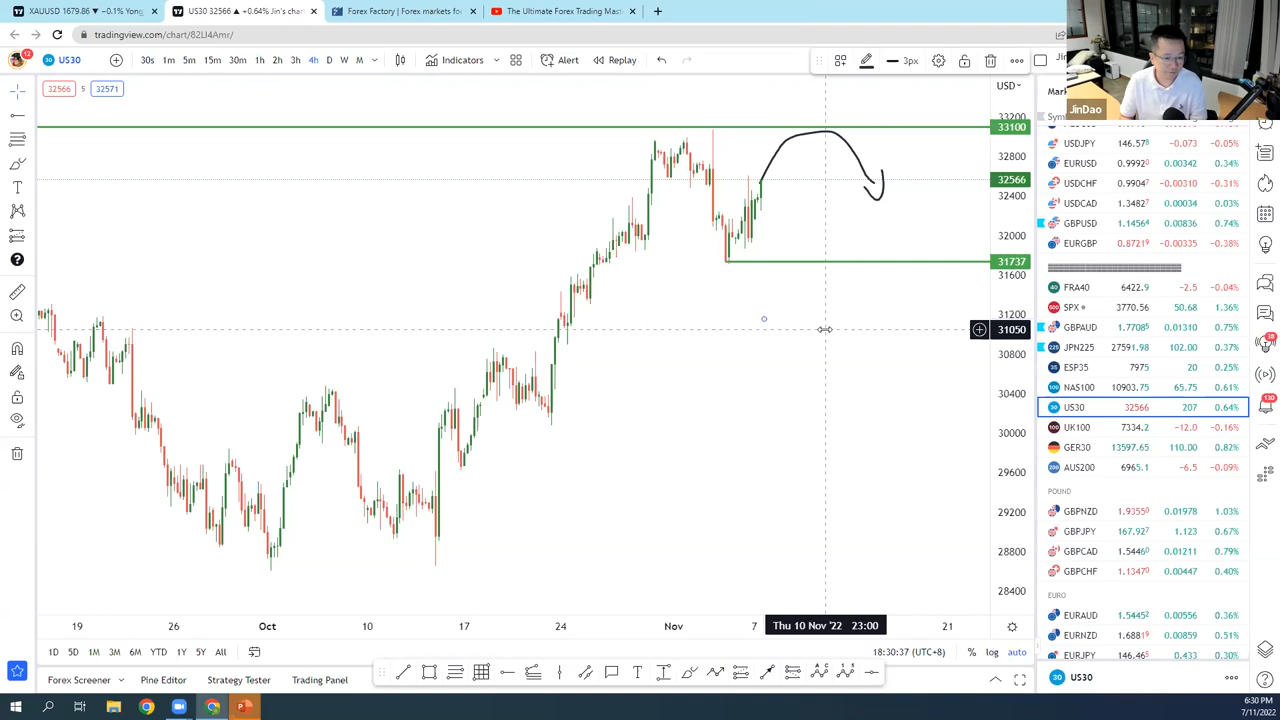 XAUUSD 1679.86 ▼ −0.1% Yong
US30 32566 ▲ +0.64% Jin's chart
Forex Factory | Forex markets fo
The Ultimate Forex Trading Mast
tradingview.com/chart/82LI4Amr/
12
US30
30s 1m 5m 15m 30m 1h 2h 3h 4h D W M
Indicators
Alert
Replay
3px
32566 5 32571
USD
33200
33100
32800
32566
32400
32000
31737
31600
31200
31050
30800
30400
30000
29600
29200
28800
28400
19 26 Oct 10 17 24 Nov 7 21
Thu 10 Nov '22 23:00
1D 5D 1M 3M 6M YTD 1Y 5Y All
18:30:37 (UTC+8)
% log auto
Forex Screener
Pine Editor
Strategy Tester
Trading Panel
JinDao
USDJPY 146.578 −0.073 −0.05%
EURUSD 0.9992 0.00342 0.34%
USDCHF 0.9904 −0.00310 −0.31%
USDCAD 1.3482 0.00034 0.03%
GBPUSD 1.1456 0.00836 0.74%
EURGBP 0.8721 −0.00335 −0.38%
FRA40 6422.9 −2.5 −0.04%
SPX 3770.56 50.68 1.36%
GBPAUD 1.7708 0.01310 0.75%
JPN225 27591.98 102.00 0.37%
ESP35 7975 20 0.25%
NAS100 10903.75 65.75 0.61%
US30 32566 207 0.64%
UK100 7334.2 −12.0 −0.16%
GER30 13597.65 110.00 0.82%
AUS200 6965.1 −6.5 −0.09%
POUND
GBPNZD 1.9355 0.01978 1.03%
GBPJPY 167.927 1.123 0.67%
GBPCAD 1.5446 0.01211 0.79%
GBPCHF 1.1347 0.00447 0.40%
EURO
EURAUD 1.5445 0.00556 0.36%
EURNZD 1.6881 0.00859 0.51%
EURJPY 146.46 0.433 0.30%
US30
38
130
6:30 PM
7/11/2022